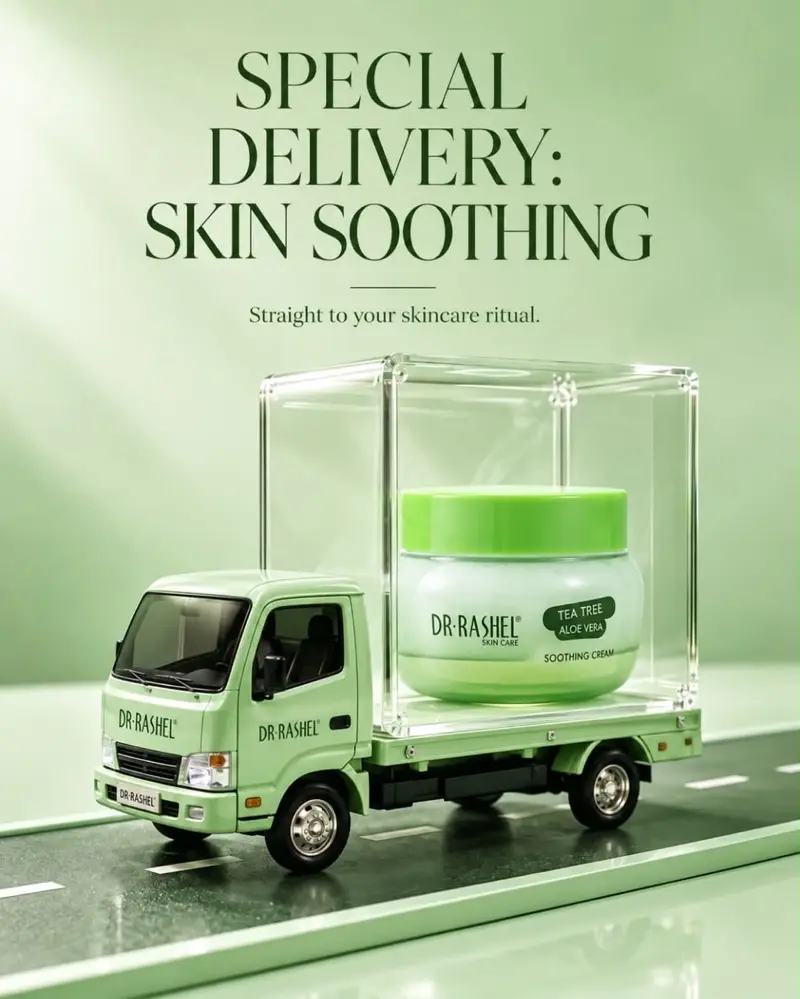 SPECIAL
DELIVERY:
SKIN SOOTHING
Straight to your skincare ritual.
DR·RASHEL®
SKIN CARE
TEA TREE
ALOE VERA
SOOTHING CREAM
DR·RASHEL®
DR·RASHEL®
DR·RASHEL®